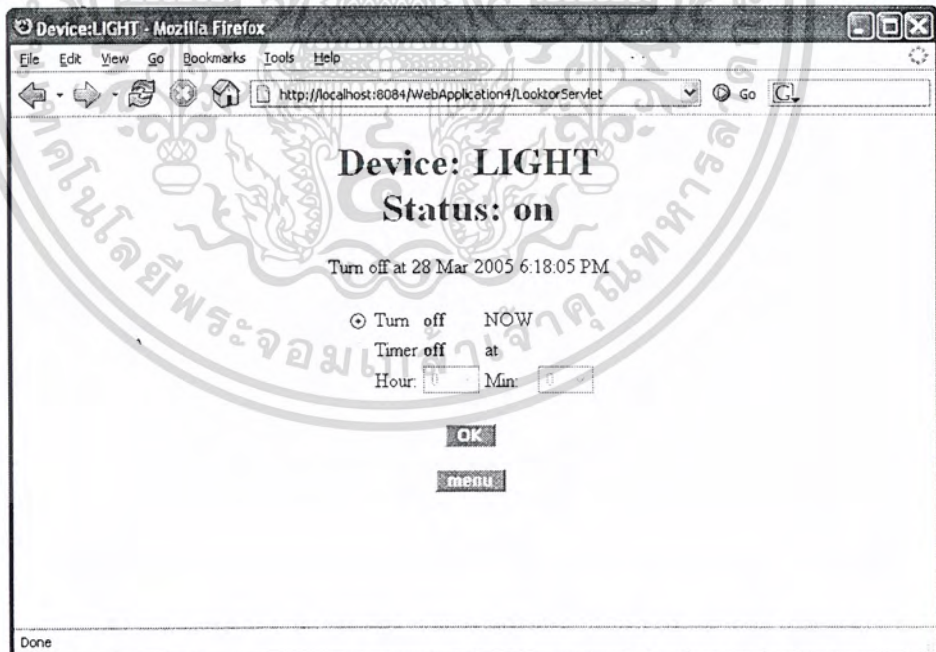 Device:LIGHT - Mozilla Firefox
File Edit View Go Bookmarks Tools Help
http://localhost:8084/WebApplication4/LooktorServlet Go
Device: LIGHT
Status: on
Turn off at 28 Mar 2005 6:18:05 PM
Turn off NOW
Timer off at
Hour: 0 Min: 0
OK
menu
Done